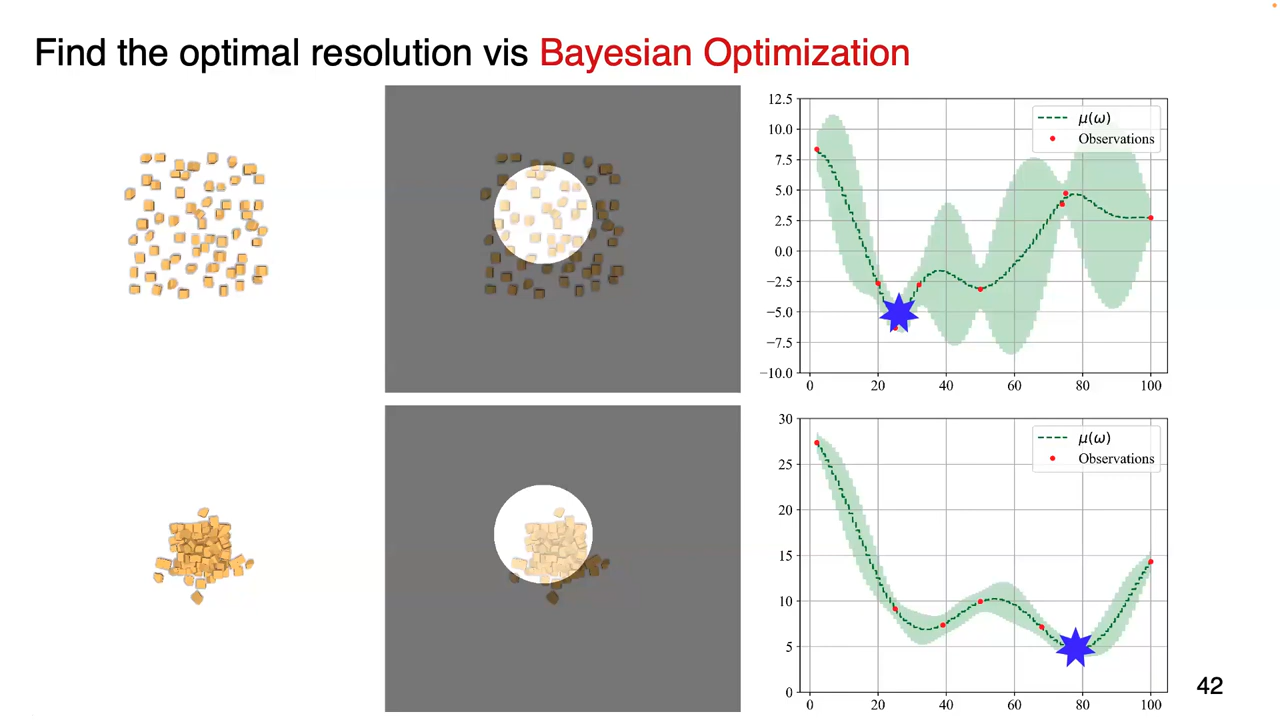 Find the optimal resolution vis Bayesian Optimization
12.5
10.0
7.5
5.0
2.5
0.0
−2.5
−5.0
−7.5
−10.0
0 20 40 60 80 100
μ(ω)
Observations
30
25
20
15
10
5
0
0 20 40 60 80 100
μ(ω)
Observations
42